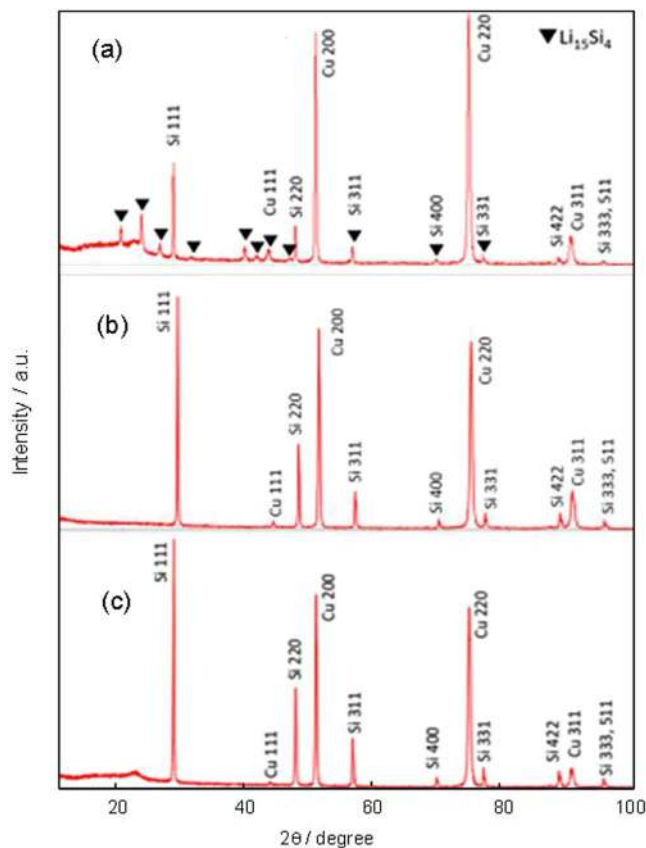 (a)
Si 111
Cu 111
Si 220
Cu 200
Si 311
Si 400
Cu 220
Si 331
Si 422
Cu 311
Si 333, 511
▼Li₁₅Si₄
(b)
Si 111
Cu 111
Si 220
Cu 200
Si 311
Si 400
Cu 220
Si 331
Si 422
Cu 311
Si 333, 511
(c)
Si 111
Cu 111
Si 220
Cu 200
Si 311
Si 400
Cu 220
Si 331
Si 422
Cu 311
Si 333, 511
Intensity / a.u.
20 40 60 80 100
2θ / degree